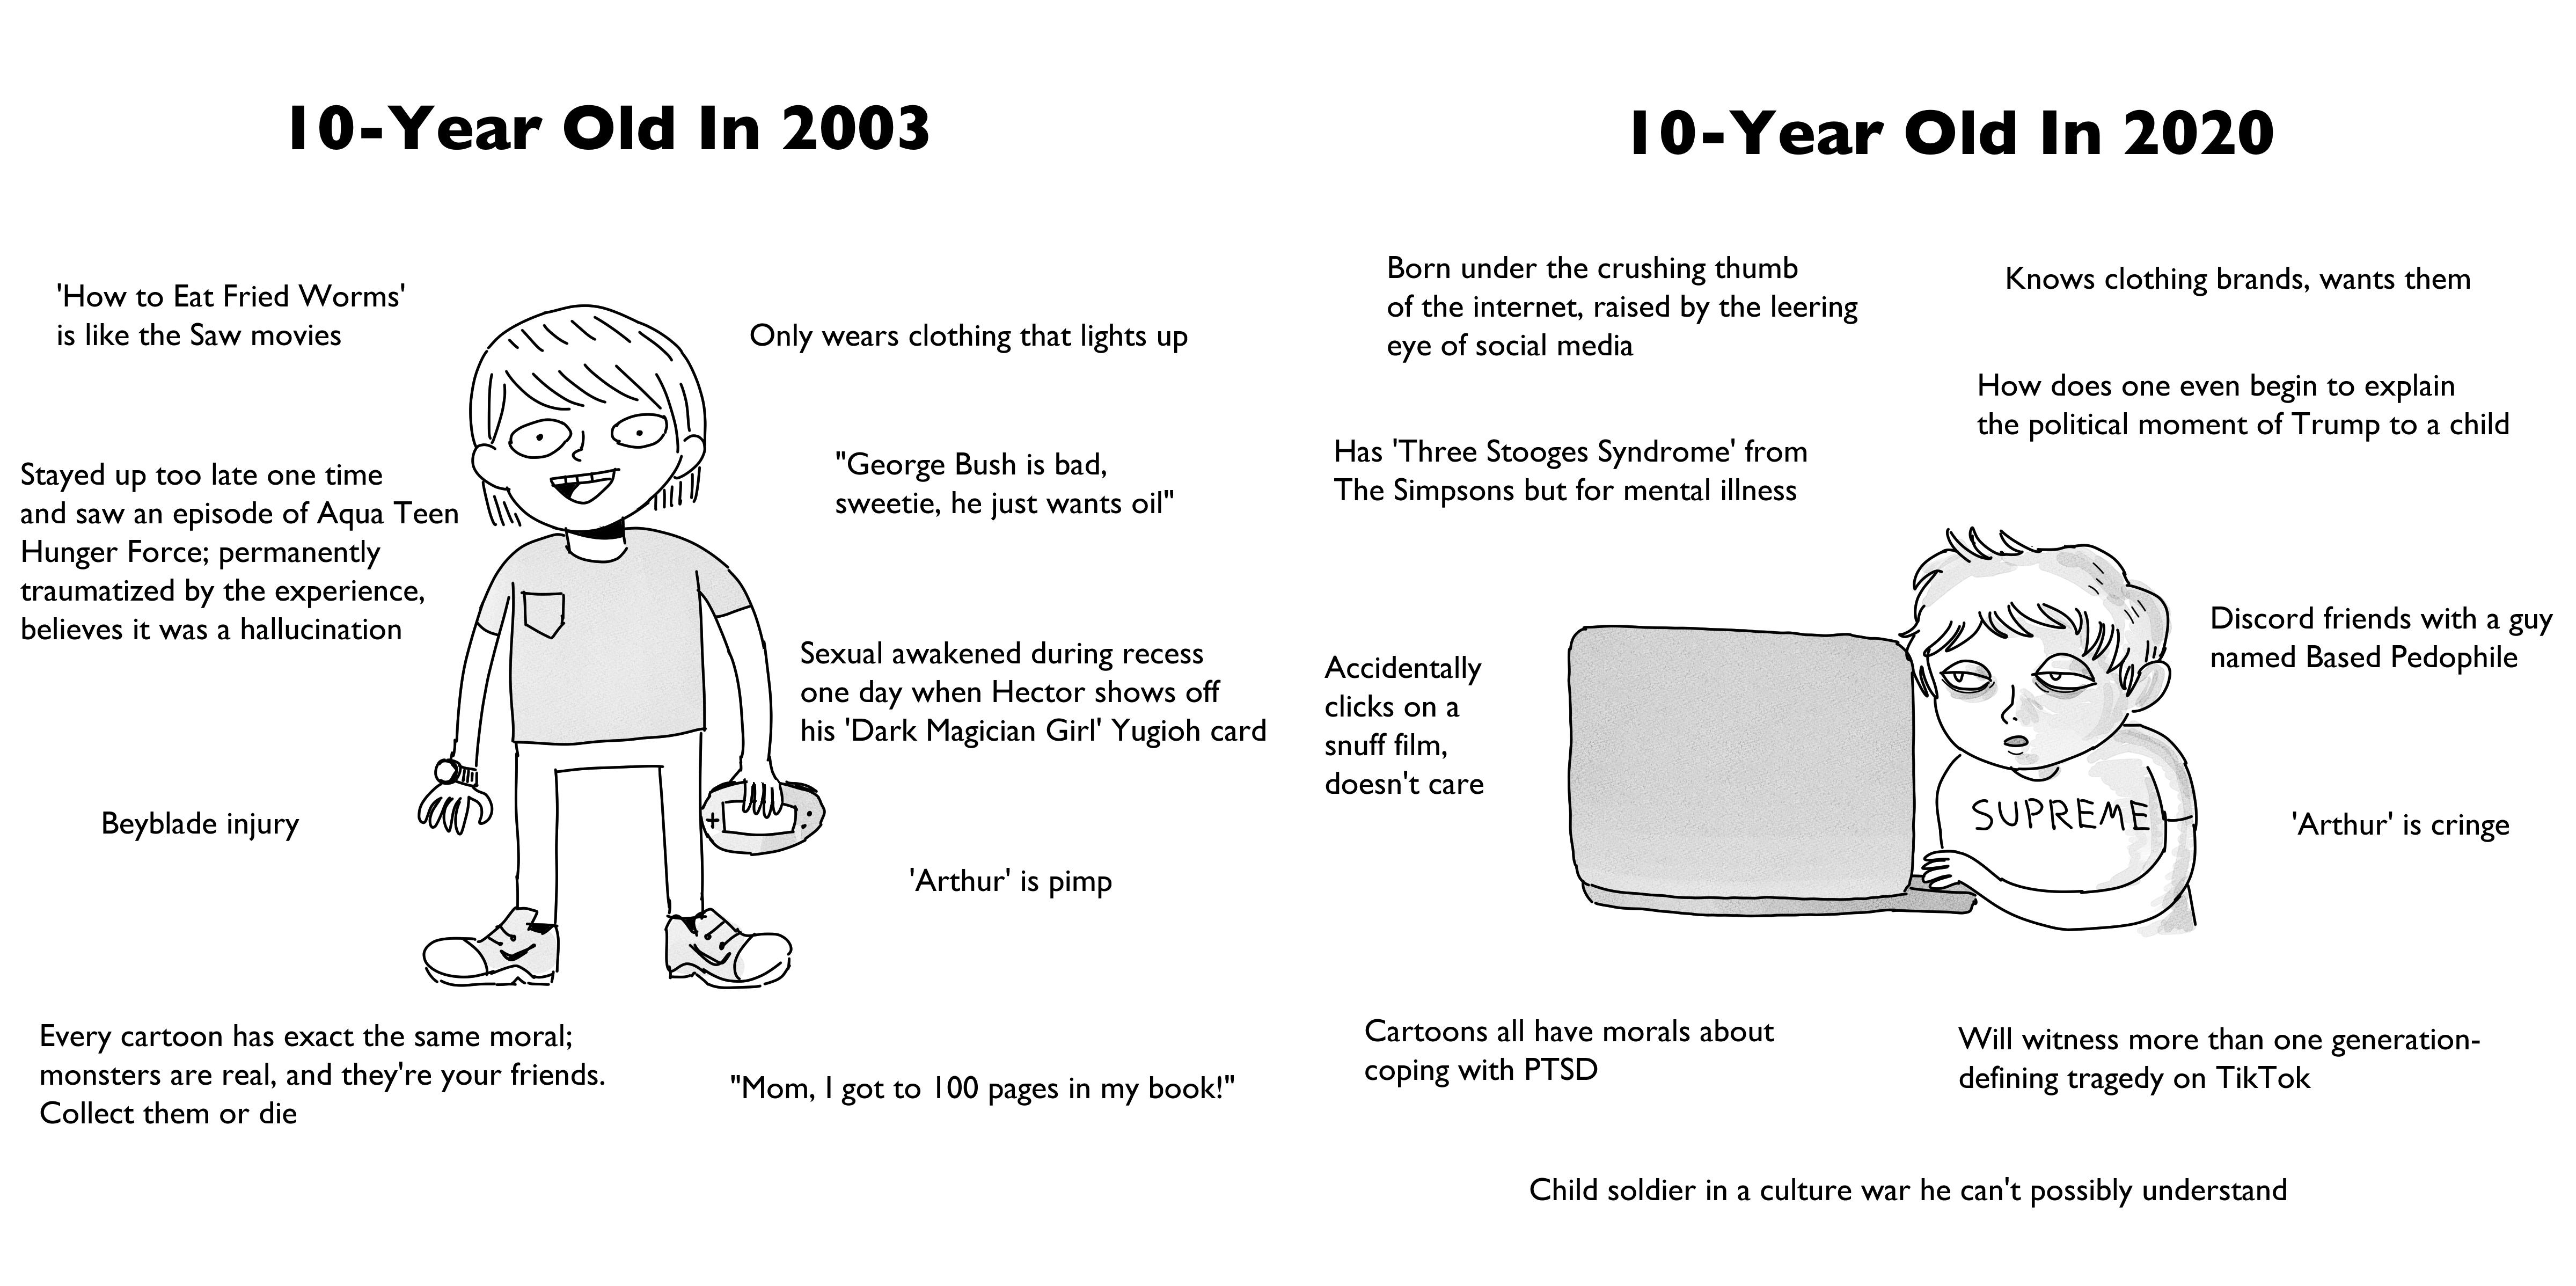 10-Year Old In 2003
'How to Eat Fried Worms'
is like the Saw movies
Only wears clothing that lights up
Stayed up too late one time
and saw an episode of Aqua Teen
Hunger Force; permanently
traumatized by the experience,
believes it was a hallucination
"George Bush is bad,
sweetie, he just wants oil"
Sexual awakened during recess
one day when Hector shows off
his 'Dark Magician Girl' Yugioh card
Beyblade injury
'Arthur' is pimp
Every cartoon has exact the same moral;
monsters are real, and they're your friends.
Collect them or die
"Mom, I got to 100 pages in my book!"
10-Year Old In 2020
Born under the crushing thumb
of the internet, raised by the leering
eye of social media
Knows clothing brands, wants them
How does one even begin to explain
the political moment of Trump to a child
Has 'Three Stooges Syndrome' from
The Simpsons but for mental illness
Discord friends with a guy
named Based Pedophile
Accidentally
clicks on a
snuff film,
doesn't care
SUPREME
'Arthur' is cringe
Cartoons all have morals about
coping with PTSD
Will witness more than one generation-
defining tragedy on TikTok
Child soldier in a culture war he can't possibly understand